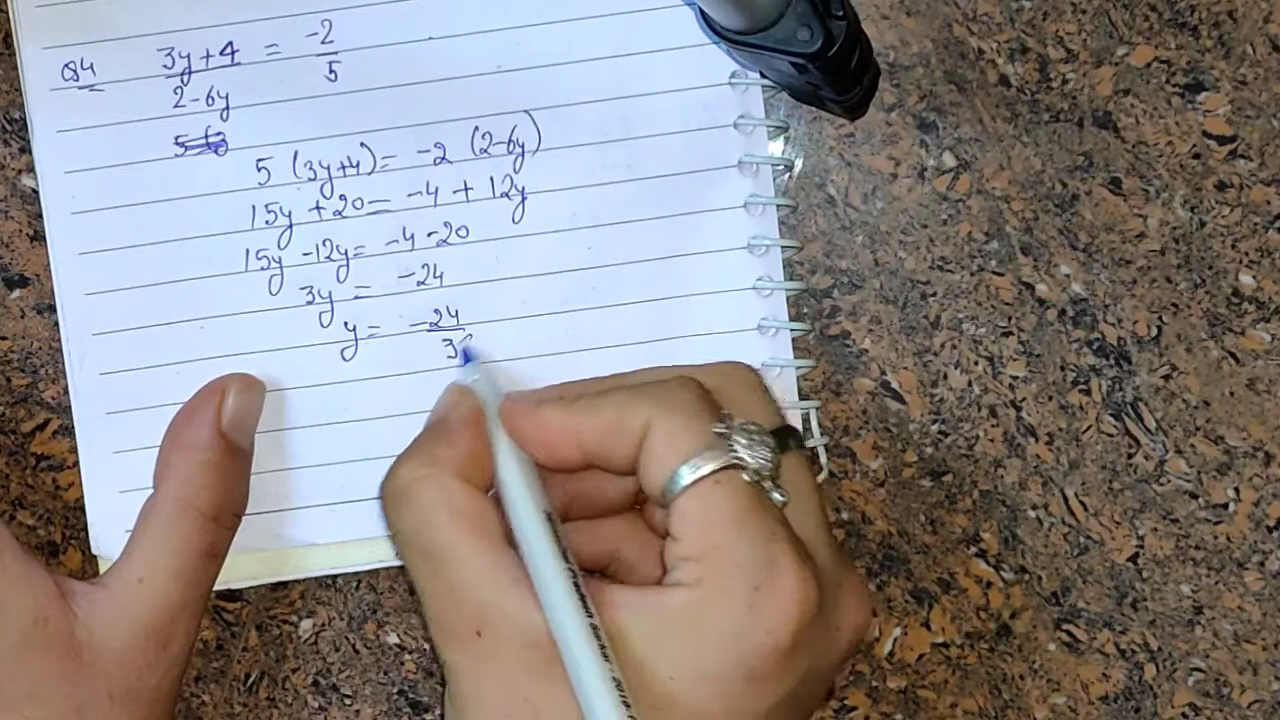 Q4 3y+4 / 2-6y = -2 / 5
5 (3y+4) = -2 (2-6y)
15y + 20 = -4 + 12y
15y - 12y = -4 - 20
3y = -24
y = -24 / 3